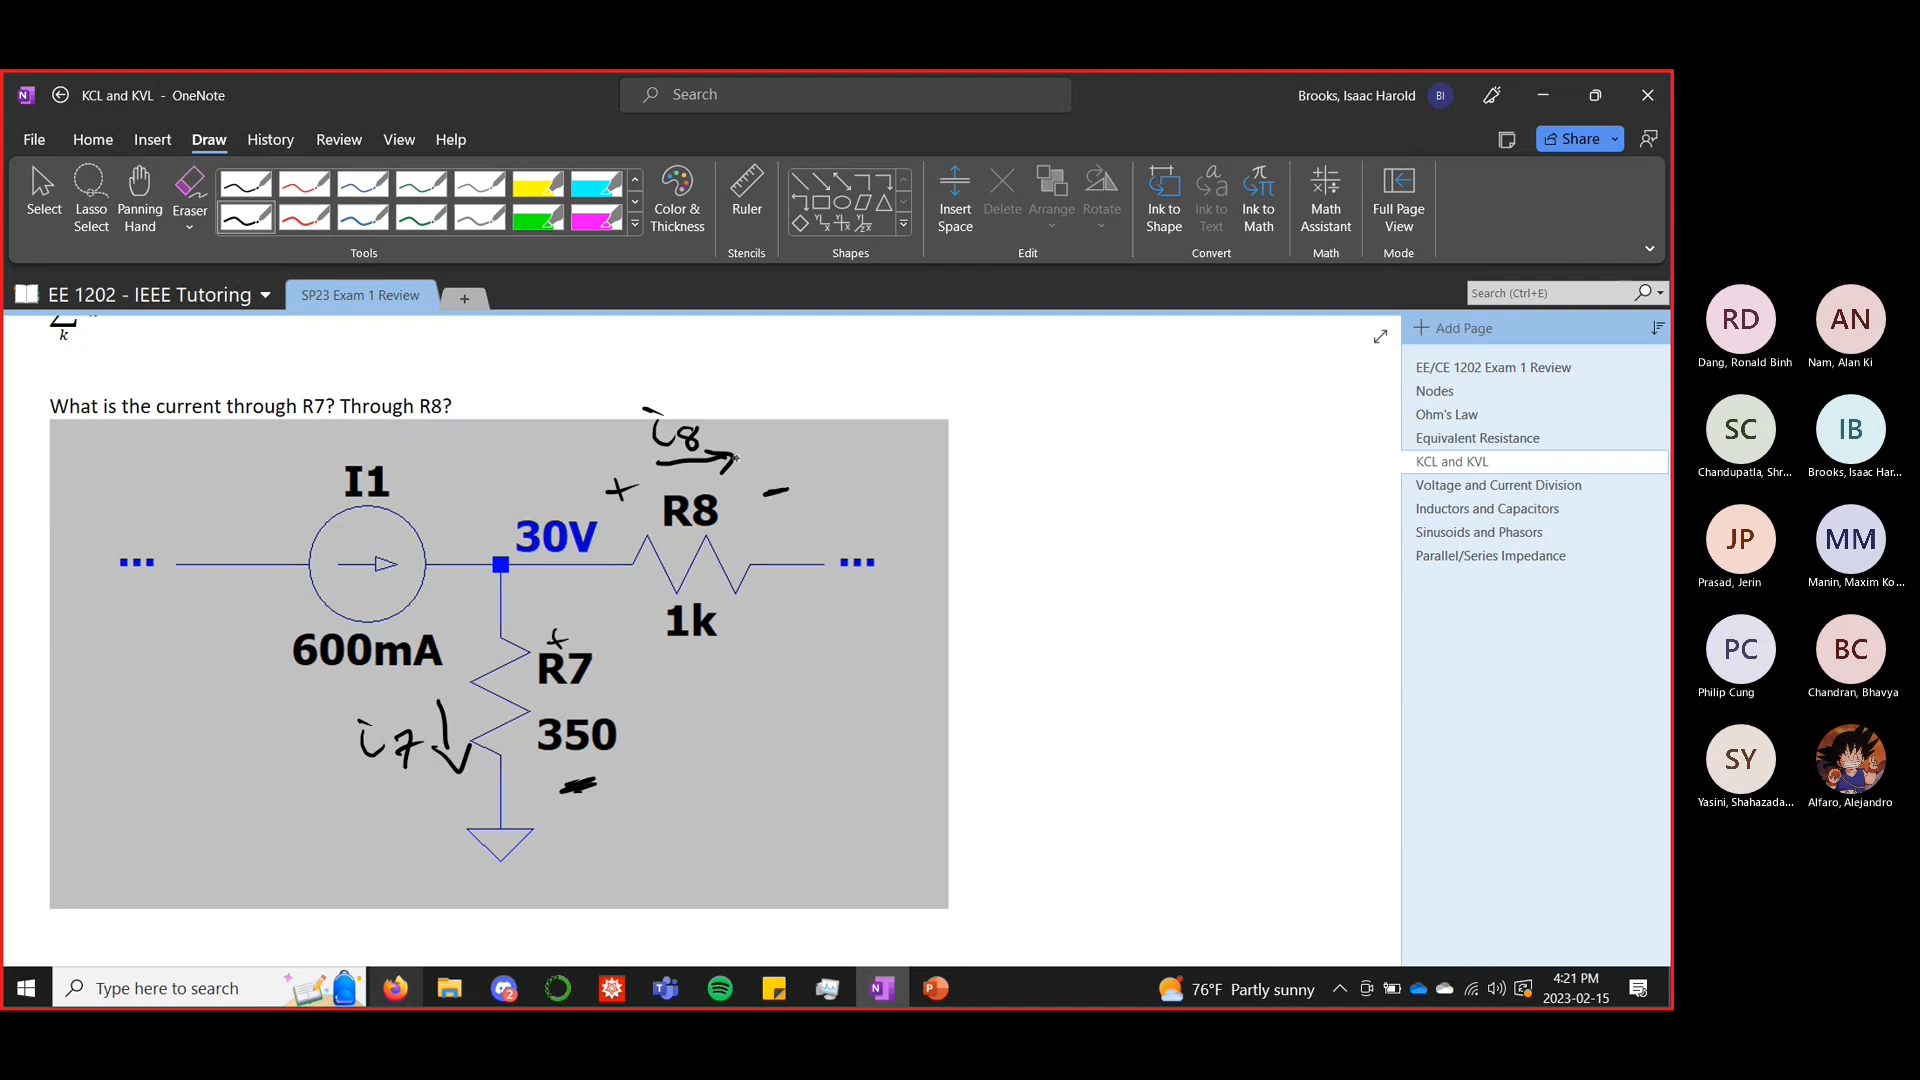 KCL and KVL - OneNote
Search
Brooks, Isaac Harold
BI
File Home Insert Draw History Review View Help
Share
Select
Lasso Select
Panning Hand
Eraser
Color & Thickness
Ruler
Insert Space
Delete
Arrange
Rotate
Ink to Shape
Ink to Text
Ink to Math
Math Assistant
Full Page View
Tools Stencils Shapes Edit Convert Math Mode
EE 1202 - IEEE Tutoring
SP23 Exam 1 Review
+
Search (Ctrl+E)
k
What is the current through R7? Through R8?
i8
I1
+ R8 -
30V
... ...
1k
600mA
+
R7
i7
350
Add Page
EE/CE 1202 Exam 1 Review
Nodes
Ohm's Law
Equivalent Resistance
KCL and KVL
Voltage and Current Division
Inductors and Capacitors
Sinusoids and Phasors
Parallel/Series Impedance
RD AN
Dang, Ronald Binh Nam, Alan Ki
SC IB
Chandupatla, Shr... Brooks, Isaac Har...
JP MM
Prasad, Jerin Manin, Maxim Ko...
PC BC
Philip Cung Chandran, Bhavya
SY
Yasini, Shahazada... Alfaro, Alejandro
Type here to search
2
76°F Partly sunny
4:21 PM
2023-02-15